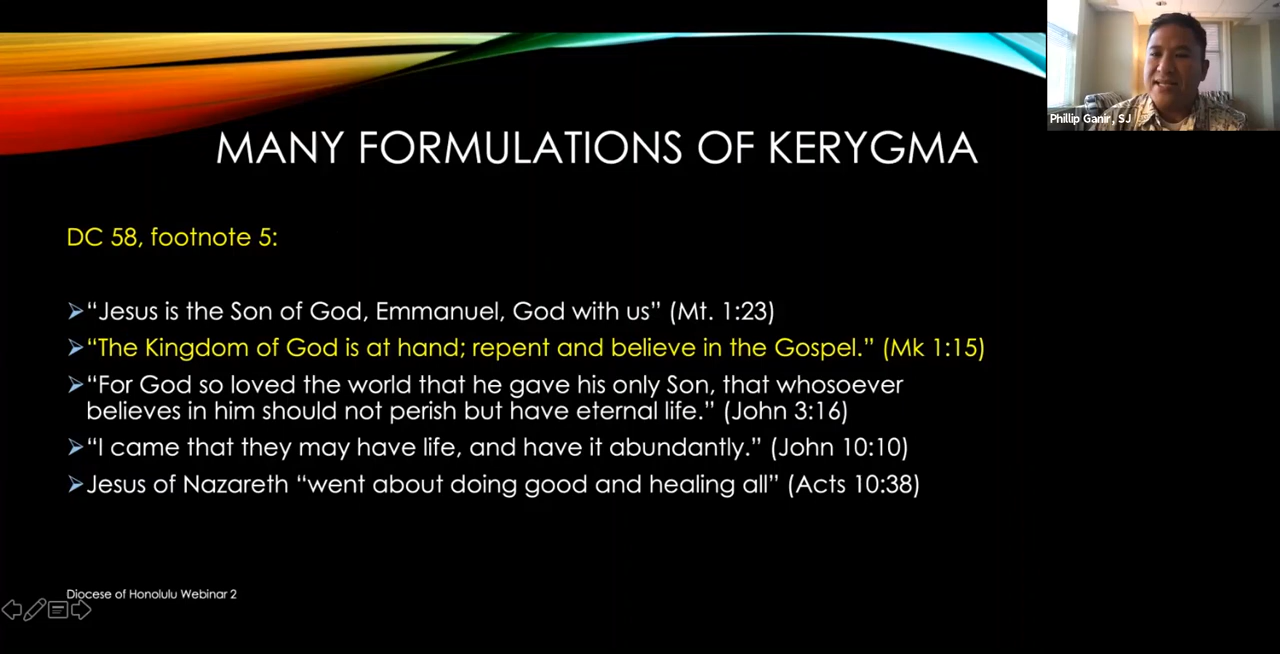 Phillip Ganir, SJ
MANY FORMULATIONS OF KERYGMA
DC 58, footnote 5:
“Jesus is the Son of God, Emmanuel, God with us” (Mt. 1:23)
“The Kingdom of God is at hand; repent and believe in the Gospel.” (Mk 1:15)
“For God so loved the world that he gave his only Son, that whosoever
believes in him should not perish but have eternal life.” (John 3:16)
“I came that they may have life, and have it abundantly.” (John 10:10)
Jesus of Nazareth “went about doing good and healing all” (Acts 10:38)
Diocese of Honolulu Webinar 2